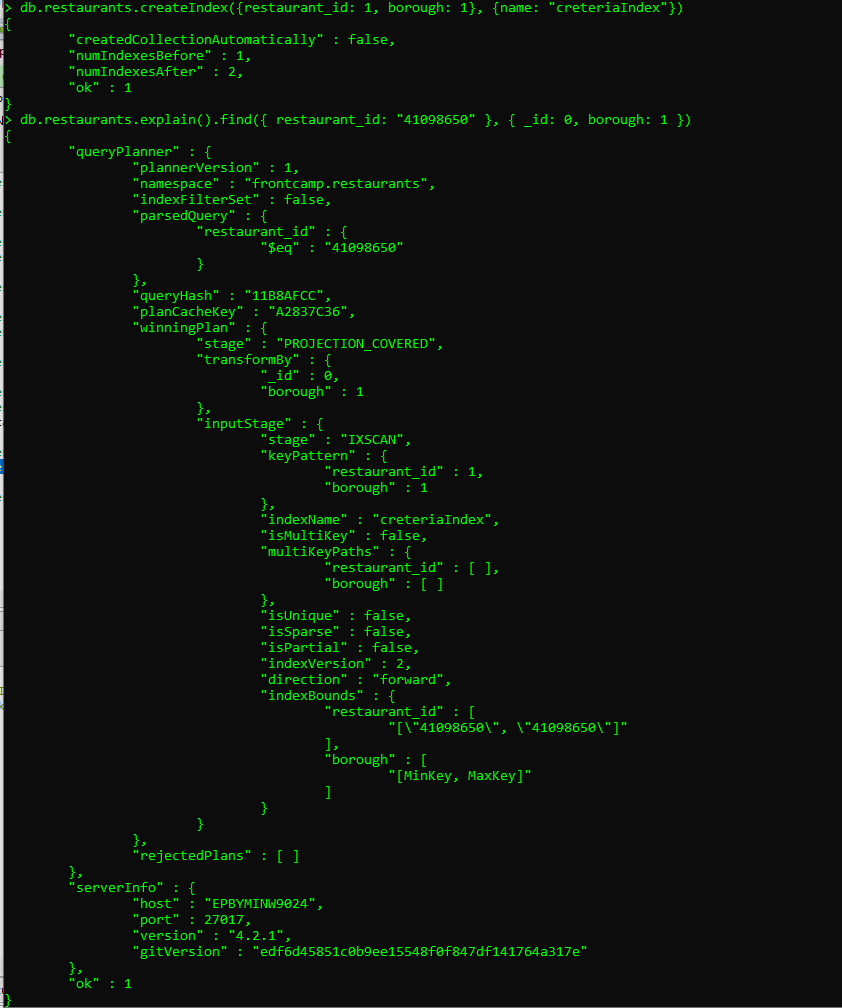 > db.restaurants.createIndex({restaurant_id: 1, borough: 1}, {name: "creteriaIndex"})
{
        "createdCollectionAutomatically" : false,
        "numIndexesBefore" : 1,
        "numIndexesAfter" : 2,
        "ok" : 1
}
> db.restaurants.explain().find({ restaurant_id: "41098650" }, { _id: 0, borough: 1 })
{
        "queryPlanner" : {
                "plannerVersion" : 1,
                "namespace" : "frontcamp.restaurants",
                "indexFilterSet" : false,
                "parsedQuery" : {
                        "restaurant_id" : {
                                "$eq" : "41098650"
                        }
                },
                "queryHash" : "11B8AFCC",
                "planCacheKey" : "A2837C36",
                "winningPlan" : {
                        "stage" : "PROJECTION_COVERED",
                        "transformBy" : {
                                "_id" : 0,
                                "borough" : 1
                        },
                        "inputStage" : {
                                "stage" : "IXSCAN",
                                "keyPattern" : {
                                        "restaurant_id" : 1,
                                        "borough" : 1
                                },
                                "indexName" : "creteriaIndex",
                                "isMultiKey" : false,
                                "multiKeyPaths" : {
                                        "restaurant_id" : [ ],
                                        "borough" : [ ]
                                },
                                "isUnique" : false,
                                "isSparse" : false,
                                "isPartial" : false,
                                "indexVersion" : 2,
                                "direction" : "forward",
                                "indexBounds" : {
                                        "restaurant_id" : [
                                                "[\"41098650\", \"41098650\"]"
                                        ],
                                        "borough" : [
                                                "[MinKey, MaxKey]"
                                        ]
                                }
                        }
                },
                "rejectedPlans" : [ ]
        },
        "serverInfo" : {
                "host" : "EPBYMINW9024",
                "port" : 27017,
                "version" : "4.2.1",
                "gitVersion" : "edf6d45851c0b9ee15548f0f847df141764a317e"
        },
        "ok" : 1
}